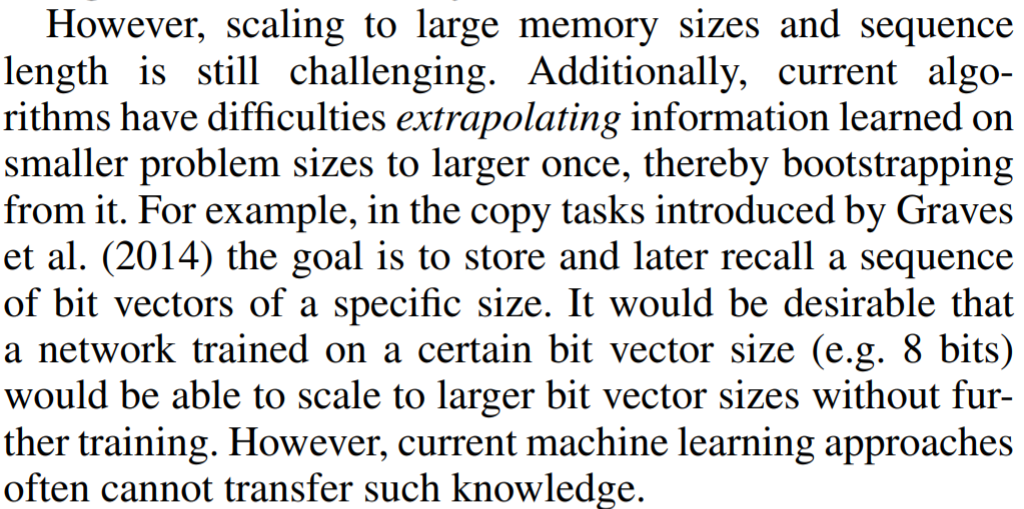 However, scaling to large memory sizes and sequence
length is still challenging. Additionally, current algo-
rithms have difficulties extrapolating information learned on
smaller problem sizes to larger once, thereby bootstrapping
from it. For example, in the copy tasks introduced by Graves
et al. (2014) the goal is to store and later recall a sequence
of bit vectors of a specific size. It would be desirable that
a network trained on a certain bit vector size (e.g. 8 bits)
would be able to scale to larger bit vector sizes without fur-
ther training. However, current machine learning approaches
often cannot transfer such knowledge.